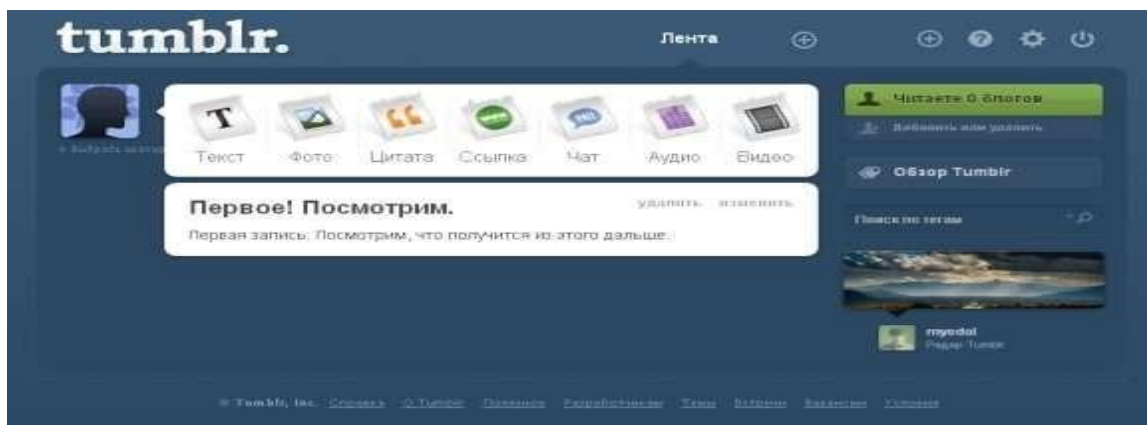 tumblr.
Лента
Читаете 0 блогов
Добавить или удалить
Текст Фото Цитата Ссылка Чат Аудио Видео
Обзор Tumblr
Первое! Посмотрим.
удалить изменить
Первая запись. Посмотрим, что получится из этого дальше.
Поиск по тегам
myedol
Радар Tumblr
© Tumblr, Inc. Справка О Tumblr Разработчикам Темы Встречи Вакансии Условия